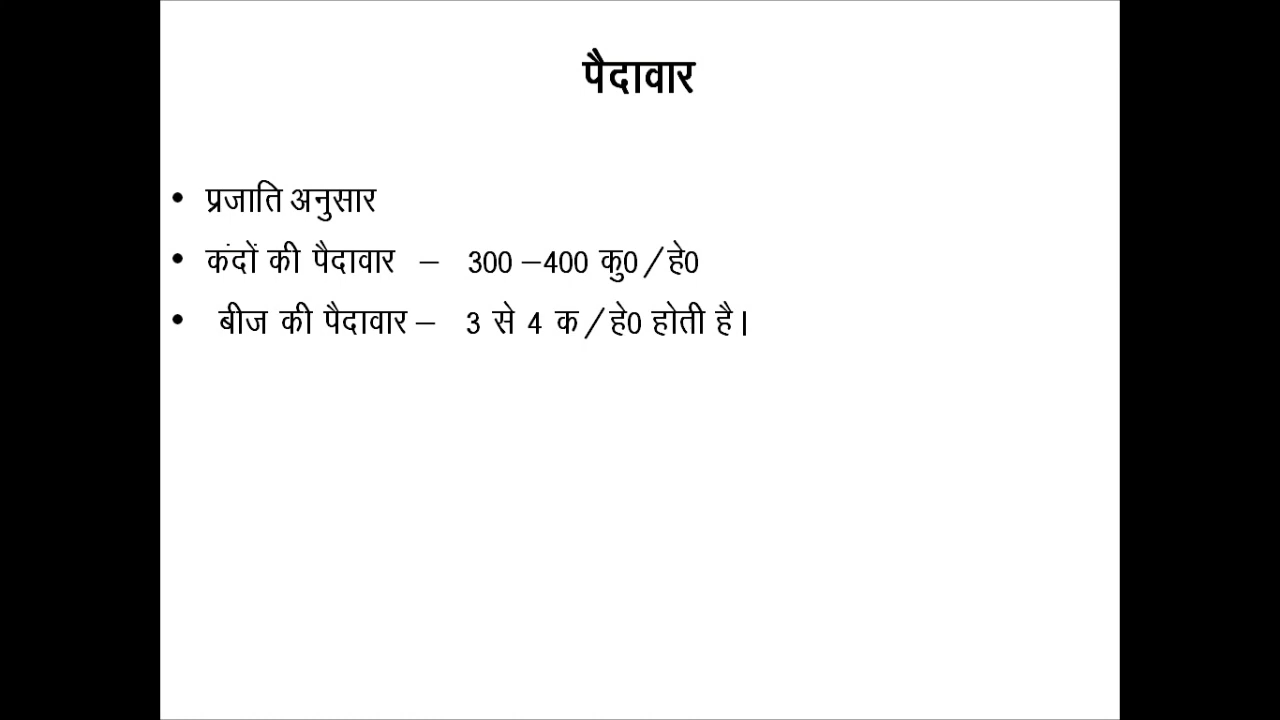 पैदावार
• प्रजाति अनुसार
• कंदों की पैदावार – 300 –400 कु0 /हे0
• बीज की पैदावार – 3 से 4 क /हे0 होती है।